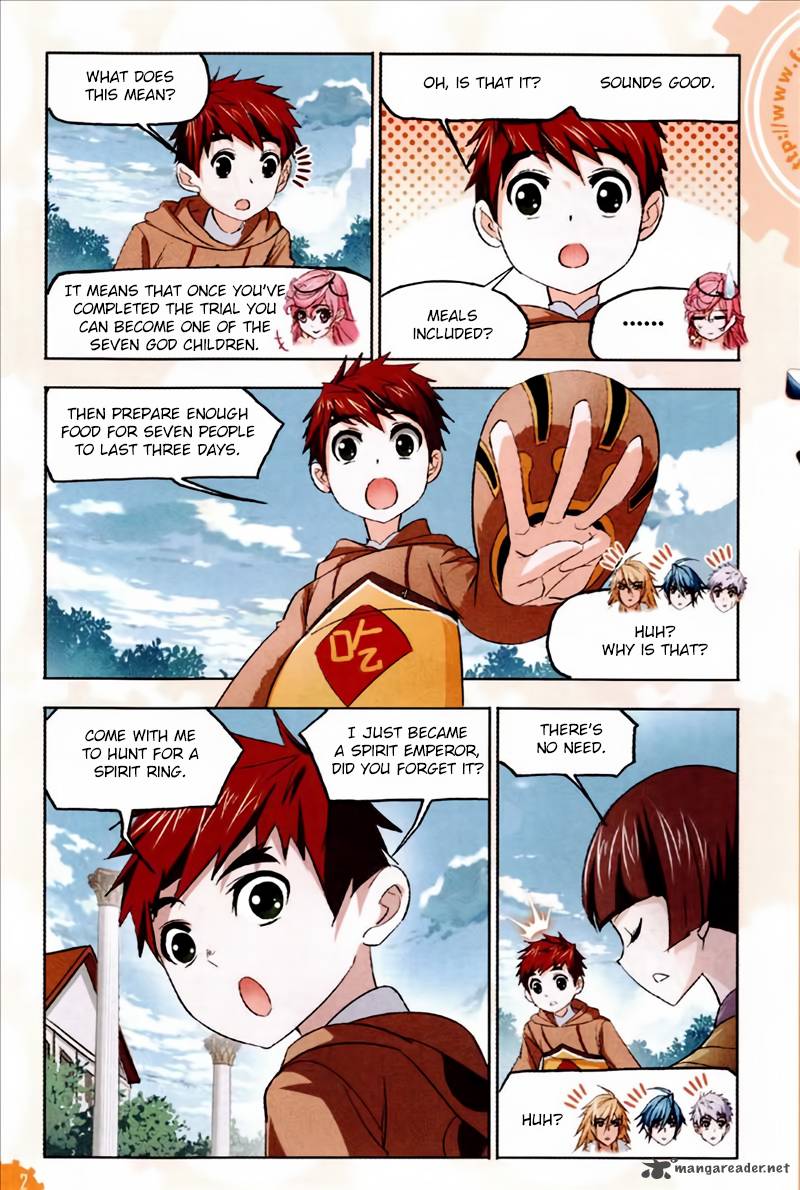 WHAT DOES
THIS MEAN?
OH, IS THAT IT?
SOUNDS GOOD.
IT MEANS THAT ONCE YOU'VE
COMPLETED THE TRIAL YOU
CAN BECOME ONE OF THE
SEVEN GOD CHILDREN.
MEALS
INCLUDED?
......
THEN PREPARE ENOUGH
FOOD FOR SEVEN PEOPLE
TO LAST THREE DAYS.
吃
HUH?
WHY IS THAT?
COME WITH ME
TO HUNT FOR A
SPIRIT RING.
I JUST BECAME
A SPIRIT EMPEROR,
DID YOU FORGET IT?
THERE'S
NO NEED.
HUH?
2
mangareader.net